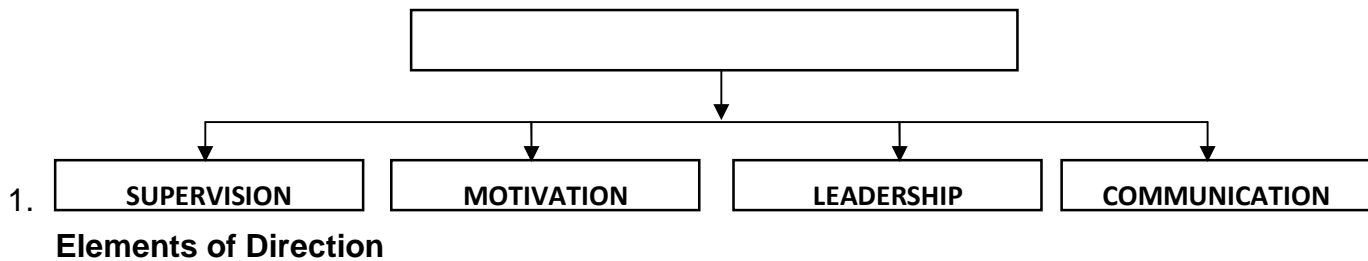 1. SUPERVISION MOTIVATION LEADERSHIP COMMUNICATION
Elements of Direction